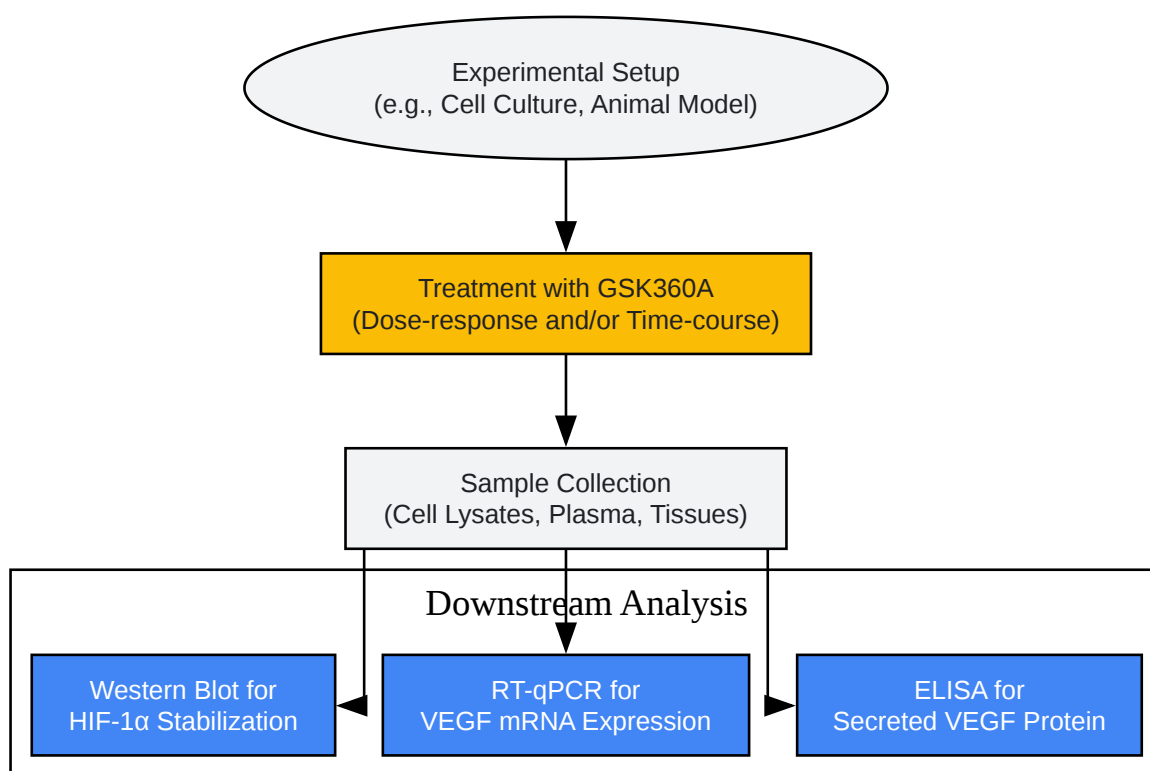 Experimental Setup
(e.g., Cell Culture, Animal Model)
Treatment with GSK360A
(Dose-response and/or Time-course)
Sample Collection
(Cell Lysates, Plasma, Tissues)
Downstream Analysis
Western Blot for
HIF-1α Stabilization
RT-qPCR for
VEGF mRNA Expression
ELISA for
Secreted VEGF Protein